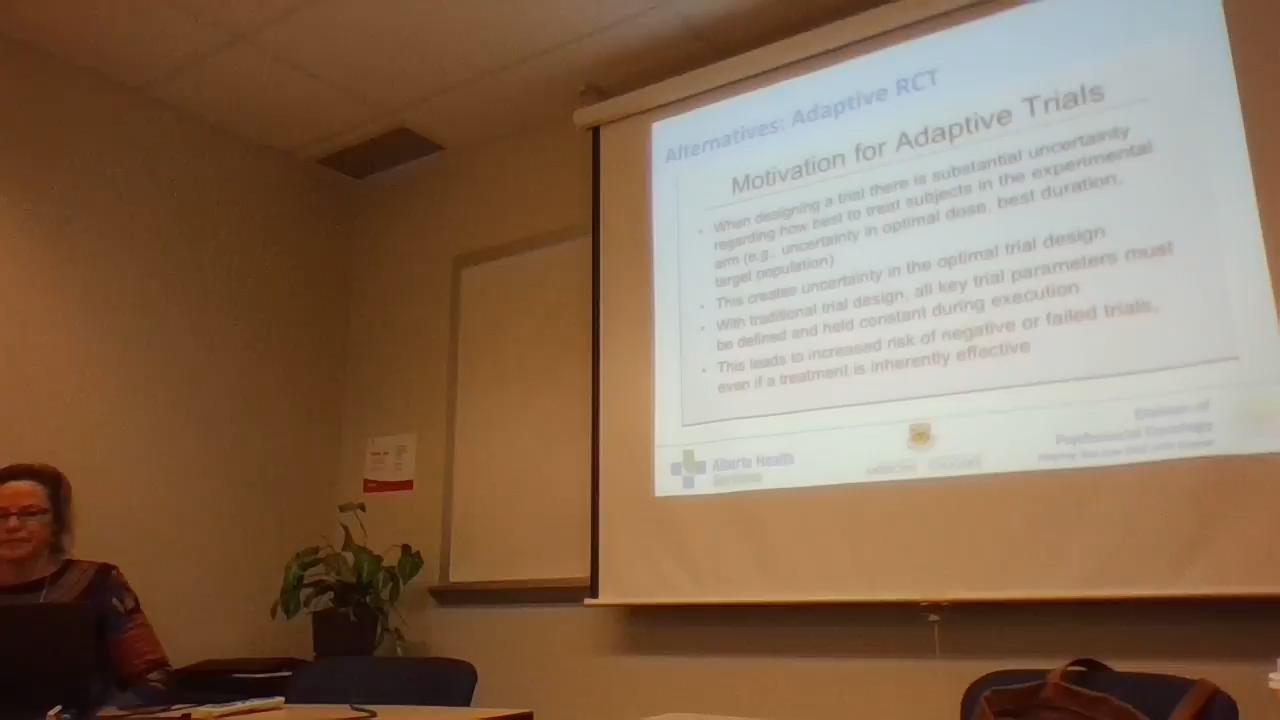 Alternatives: Adaptive RCT
Motivation for Adaptive Trials
• When designing a trial there is substantial uncertainty
regarding how best to treat subjects in the experimental
arm (e.g., uncertainty in optimal dose, best duration,
target population)
• This creates uncertainty in the optimal trial design
• With traditional trial design, all key trial parameters must
be defined and held constant during execution
• This leads to increased risk of negative or failed trials,
even if a treatment is inherently effective
Alberta Health
Services
Division of
Psychosocial Oncology